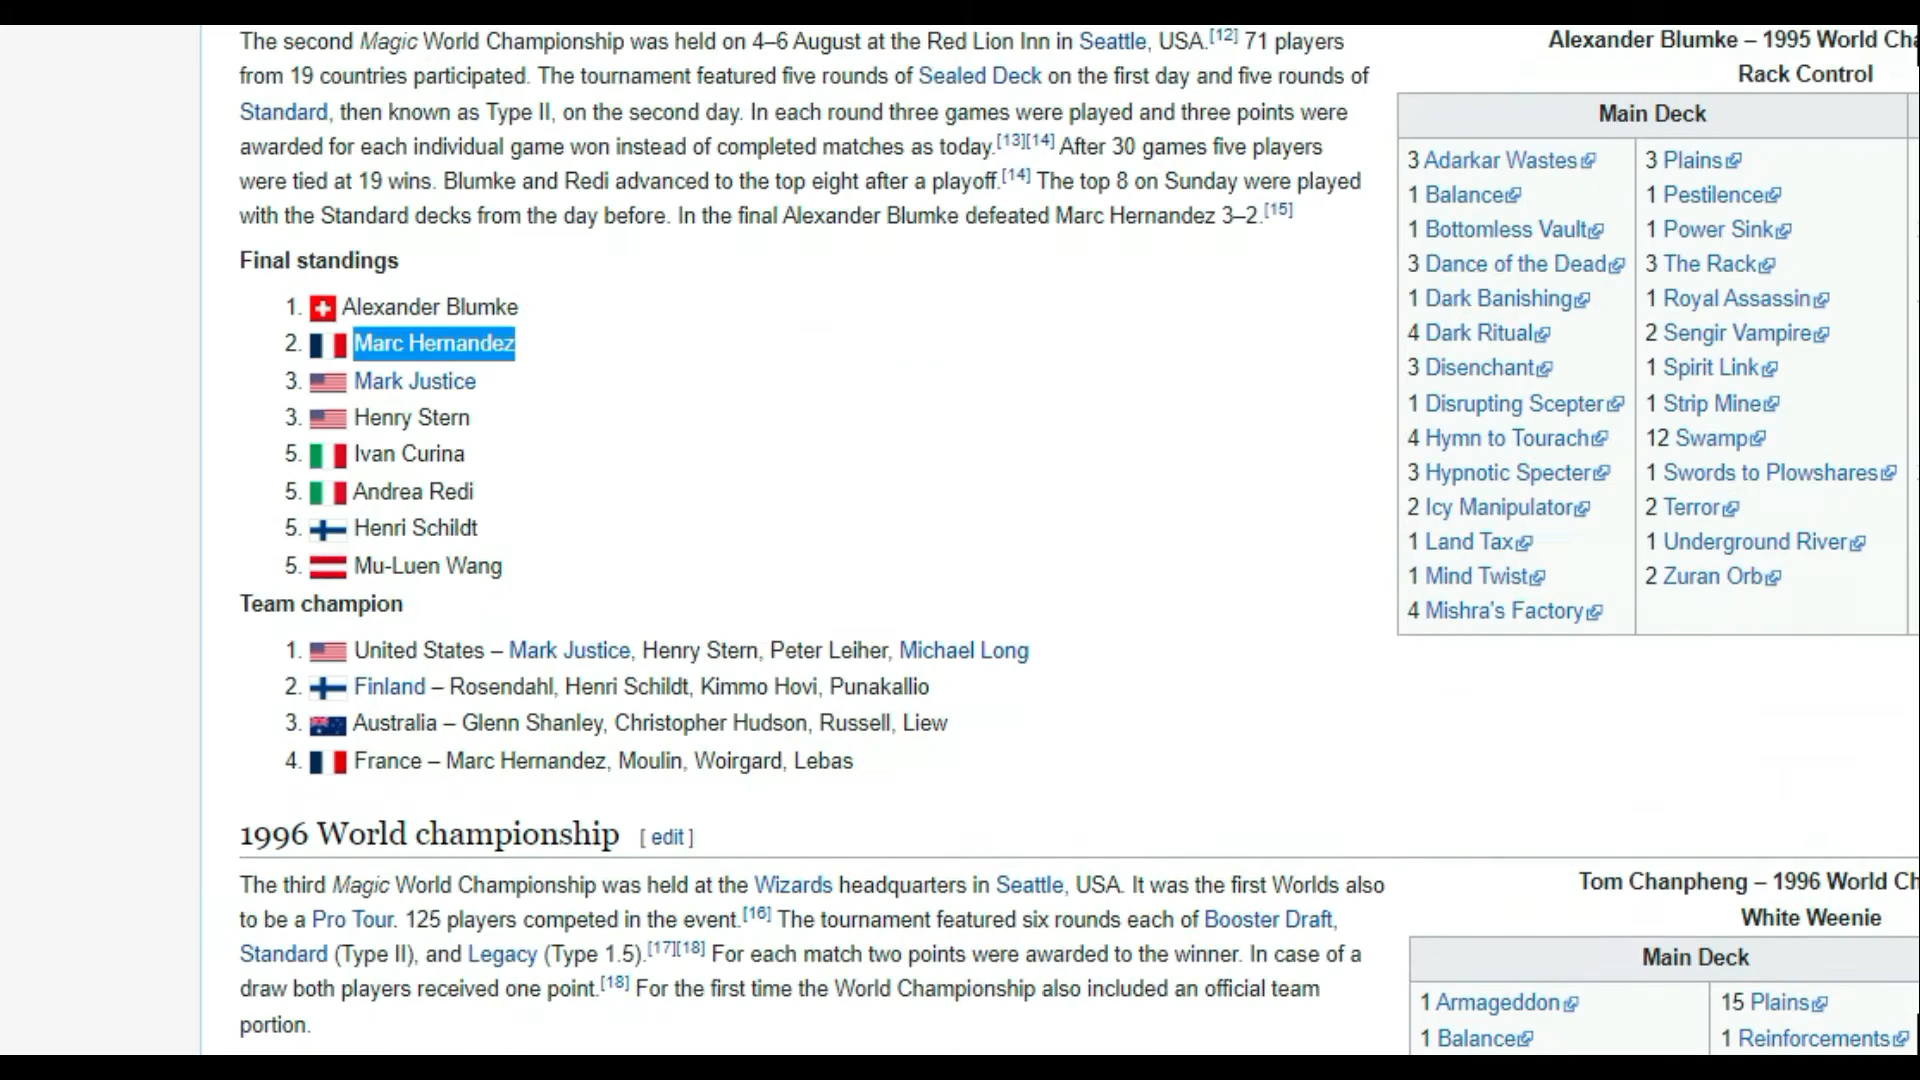 The second Magic World Championship was held on 4–6 August at the Red Lion Inn in Seattle, USA.[12] 71 players
from 19 countries participated. The tournament featured five rounds of Sealed Deck on the first day and five rounds of
Standard, then known as Type II, on the second day. In each round three games were played and three points were
awarded for each individual game won instead of completed matches as today.[13][14] After 30 games five players
were tied at 19 wins. Blumke and Redi advanced to the top eight after a playoff.[14] The top 8 on Sunday were played
with the Standard decks from the day before. In the final Alexander Blumke defeated Marc Hernandez 3–2.[15]
Final standings
1. Alexander Blumke
2. Marc Hernandez
3. Mark Justice
3. Henry Stern
5. Ivan Curina
5. Andrea Redi
5. Henri Schildt
5. Mu-Luen Wang
Team champion
1. United States – Mark Justice, Henry Stern, Peter Leiher, Michael Long
2. Finland – Rosendahl, Henri Schildt, Kimmo Hovi, Punakallio
3. Australia – Glenn Shanley, Christopher Hudson, Russell, Liew
4. France – Marc Hernandez, Moulin, Woirgard, Lebas
Alexander Blumke – 1995 World Cha
Rack Control
Main Deck
3 Adarkar Wastes
1 Balance
1 Bottomless Vault
3 Dance of the Dead
1 Dark Banishing
4 Dark Ritual
3 Disenchant
1 Disrupting Scepter
4 Hymn to Tourach
3 Hypnotic Specter
2 Icy Manipulator
1 Land Tax
1 Mind Twist
4 Mishra's Factory
3 Plains
1 Pestilence
1 Power Sink
3 The Rack
1 Royal Assassin
2 Sengir Vampire
1 Spirit Link
1 Strip Mine
12 Swamp
1 Swords to Plowshares
2 Terror
1 Underground River
2 Zuran Orb
1996 World championship [ edit ]
The third Magic World Championship was held at the Wizards headquarters in Seattle, USA. It was the first Worlds also
to be a Pro Tour. 125 players competed in the event.[16] The tournament featured six rounds each of Booster Draft,
Standard (Type II), and Legacy (Type 1.5).[17][18] For each match two points were awarded to the winner. In case of a
draw both players received one point.[18] For the first time the World Championship also included an official team
portion.
Tom Chanpheng – 1996 World Ch
White Weenie
Main Deck
1 Armageddon
1 Balance
15 Plains
1 Reinforcements